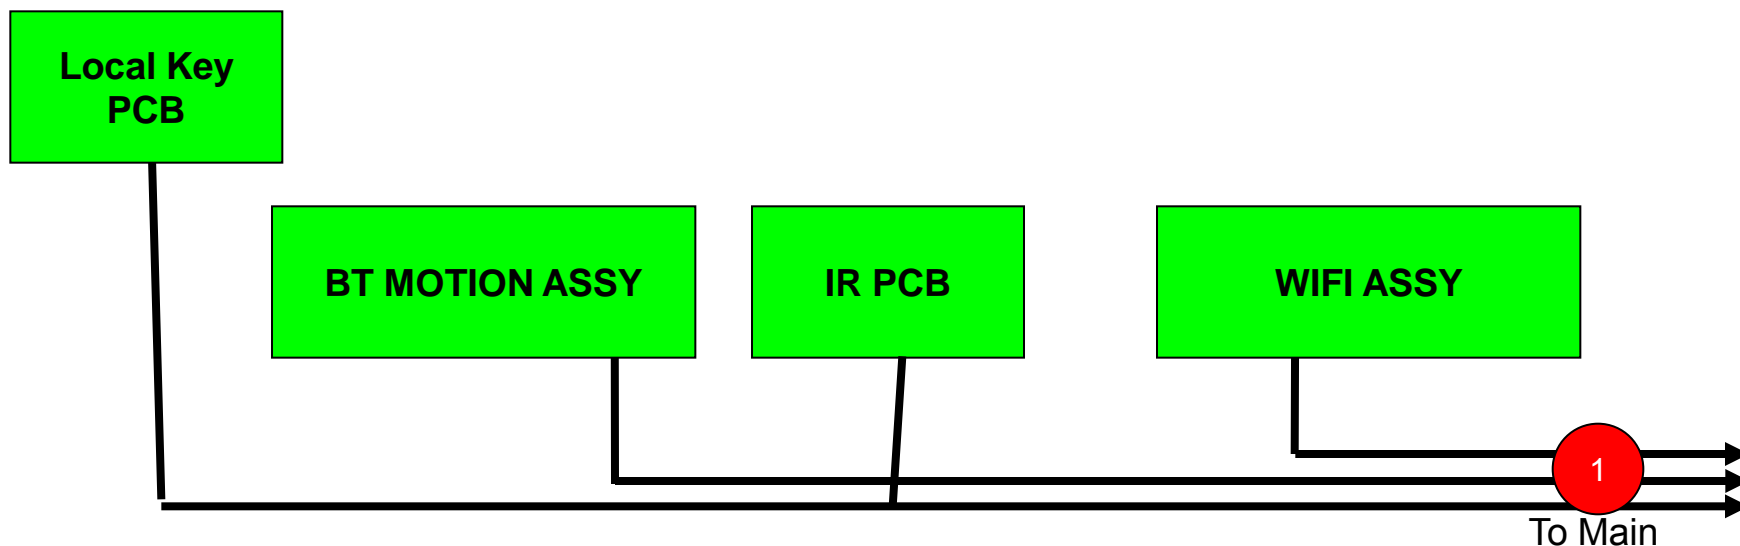 Local Key
PCB
BT MOTION ASSY
IR PCB
WIFI ASSY
1
To Main